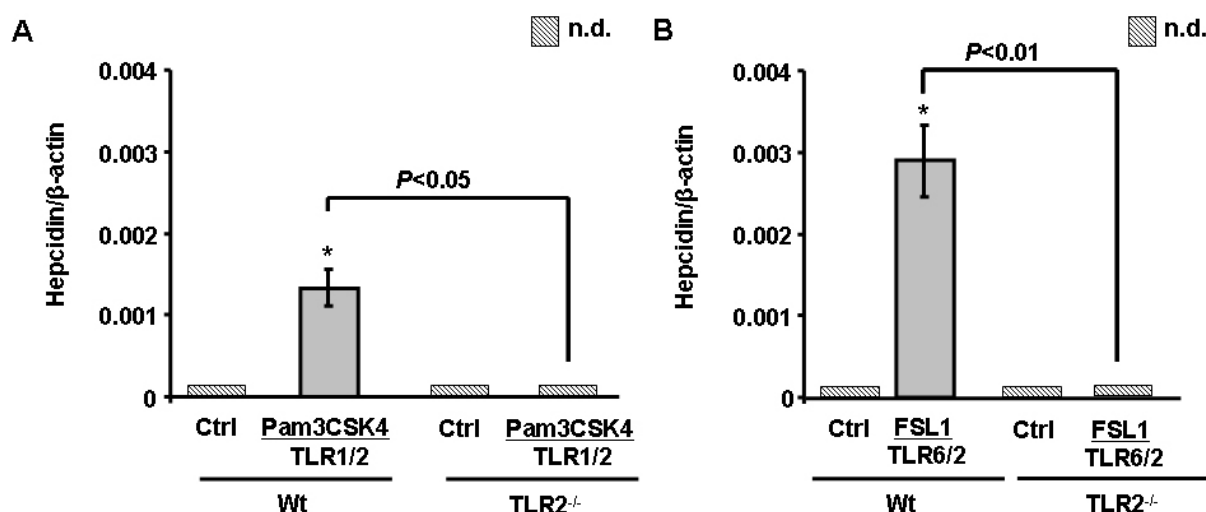 A
n.d.
Hepcidin/β-actin
0.004
0.003
0.002
0.001
0
P<0.05
*
Ctrl Pam3CSK4 Ctrl Pam3CSK4
TLR1/2 TLR1/2
Wt TLR2-/-
B
n.d.
Hepcidin/β-actin
0.004
0.003
0.002
0.001
0
P<0.01
*
Ctrl FSL1 Ctrl FSL1
TLR6/2 TLR6/2
Wt TLR2-/-